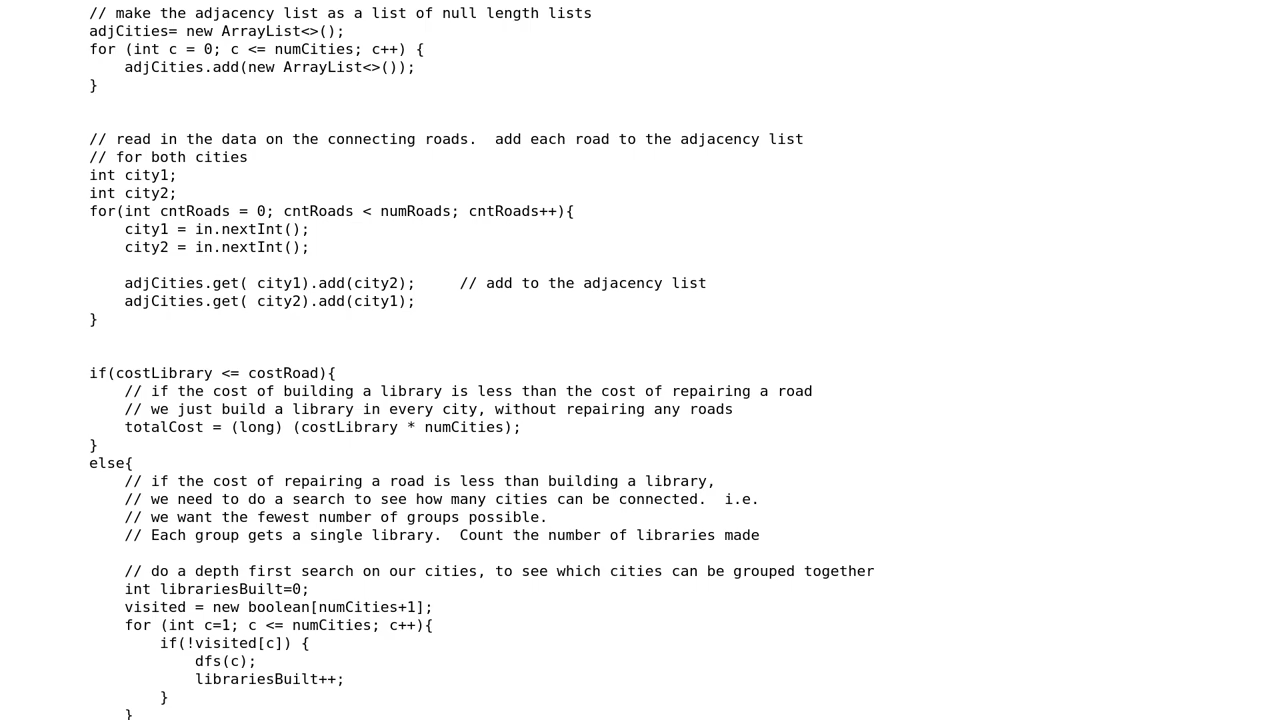 // make the adjacency list as a list of null length lists
adjCities= new ArrayList<>();
for (int c = 0; c <= numCities; c++) {
    adjCities.add(new ArrayList<>());
}
// read in the data on the connecting roads.  add each road to the adjacency list
// for both cities
int city1;
int city2;
for(int cntRoads = 0; cntRoads < numRoads; cntRoads++){
    city1 = in.nextInt();
    city2 = in.nextInt();
    adjCities.get( city1).add(city2);     // add to the adjacency list
    adjCities.get( city2).add(city1);
}
if(costLibrary <= costRoad){
    // if the cost of building a library is less than the cost of repairing a road
    // we just build a library in every city, without repairing any roads
    totalCost = (long) (costLibrary * numCities);
}
else{
    // if the cost of repairing a road is less than building a library,
    // we need to do a search to see how many cities can be connected.  i.e.
    // we want the fewest number of groups possible.
    // Each group gets a single library.  Count the number of libraries made
    // do a depth first search on our cities, to see which cities can be grouped together
    int librariesBuilt=0;
    visited = new boolean[numCities+1];
    for (int c=1; c <= numCities; c++){
        if(!visited[c]) {
            dfs(c);
            librariesBuilt++;
        }
    }